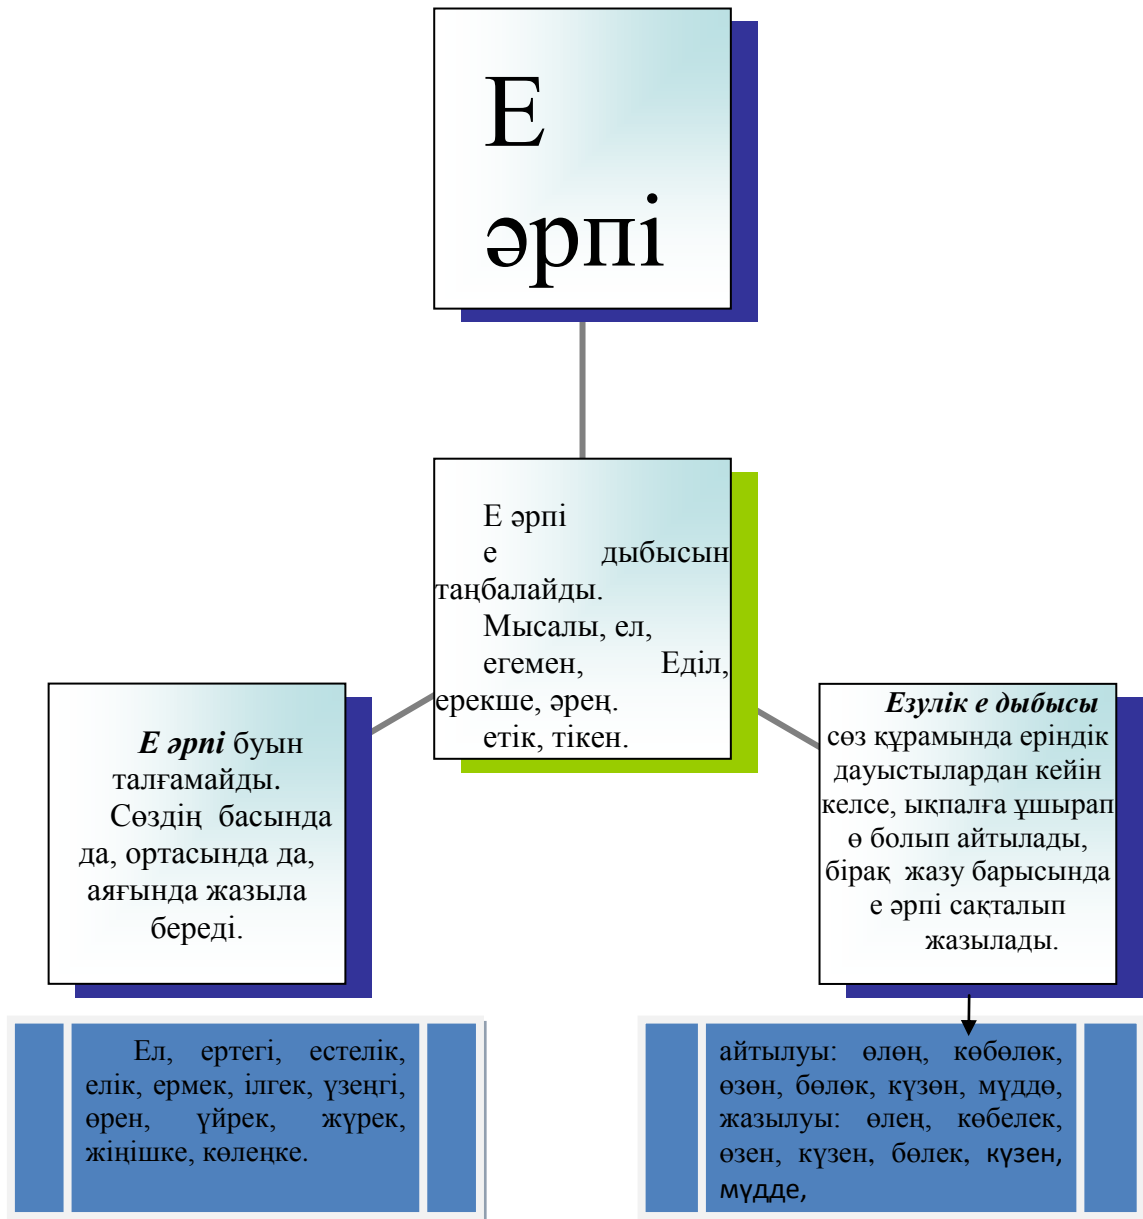 Е
әрпі
Е әрпі
е дыбысын
таңбалайды.
Мысалы, ел,
егемен, Еділ,
ерекше, әрең.
етік, тікен.
Е әрпі буын
талғамайды.
Сөздің басында
да, ортасында да,
аяғында жазыла
береді.
Езулік е дыбысы
сөз құрамында еріндік
дауыстылардан кейін
келсе, ықпалға ұшырап
ө болып айтылады,
бірақ жазу барысында
е әрпі сақталып
жазылады.
Ел, ертегі, естелік,
елік, ермек, ілгек, үзеңгі,
өрен, үйрек, жүрек,
жіңішке, көлеңке.
айтылуы: өлөң, көбөлөк,
өзөн, бөлөк, күзөн, мүддө,
жазылуы: өлең, көбелек,
өзен, күзен, бөлек, күзен,
мүдде,